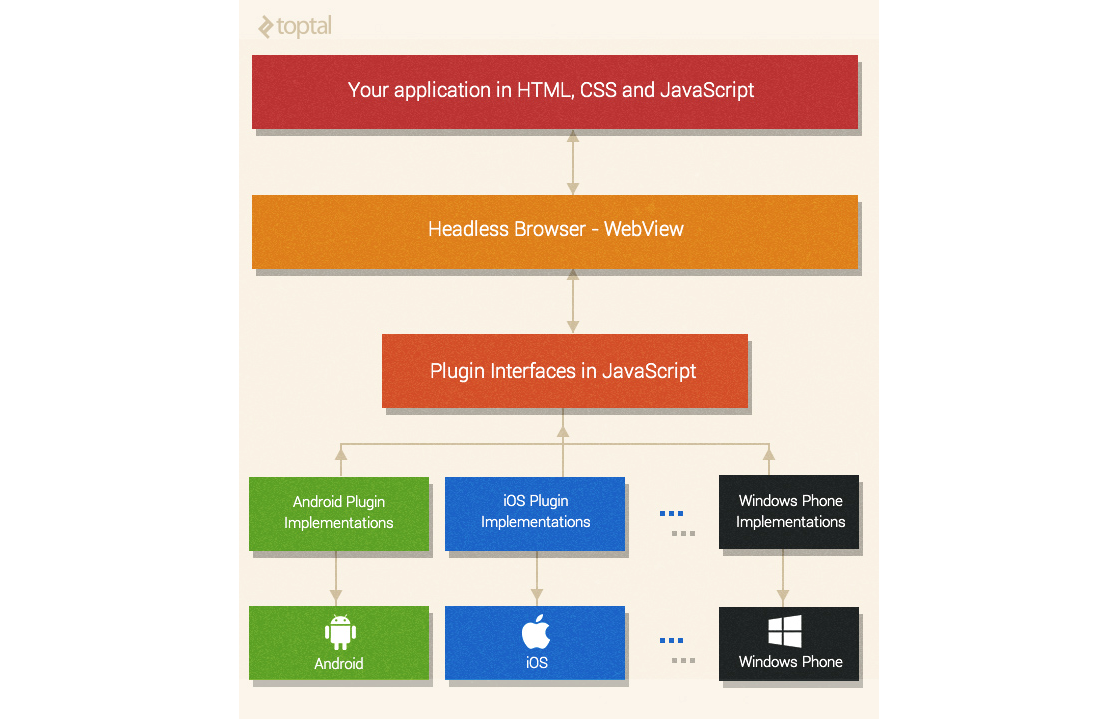 toptal
Your application in HTML, CSS and JavaScript
Headless Browser - WebView
Plugin Interfaces in JavaScript
Android Plugin
Implementations
iOS Plugin
Implementations
Windows Phone
Implementations
Android
iOS
Windows Phone